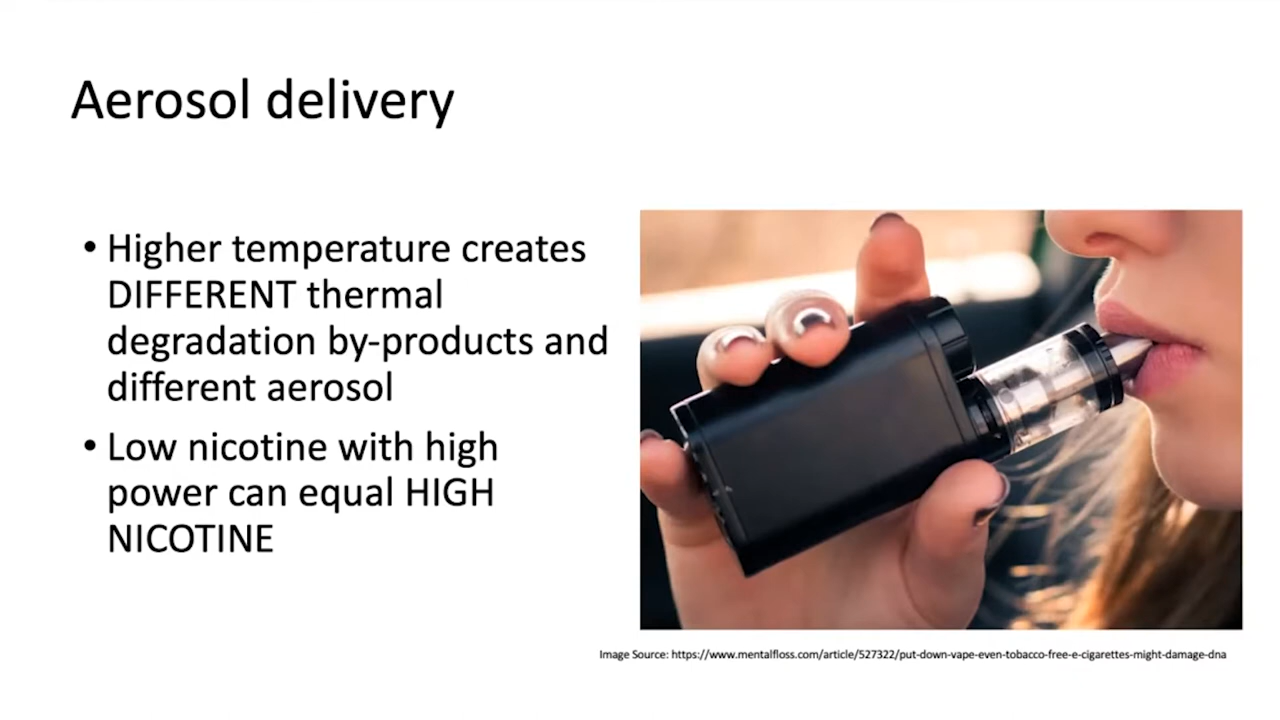 Aerosol delivery
• Higher temperature creates
DIFFERENT thermal
degradation by-products and
different aerosol
• Low nicotine with high
power can equal HIGH
NICOTINE
Image Source: https://www.mentalfloss.com/article/527322/put-down-vape-even-tobacco-free-e-cigarettes-might-damage-dna